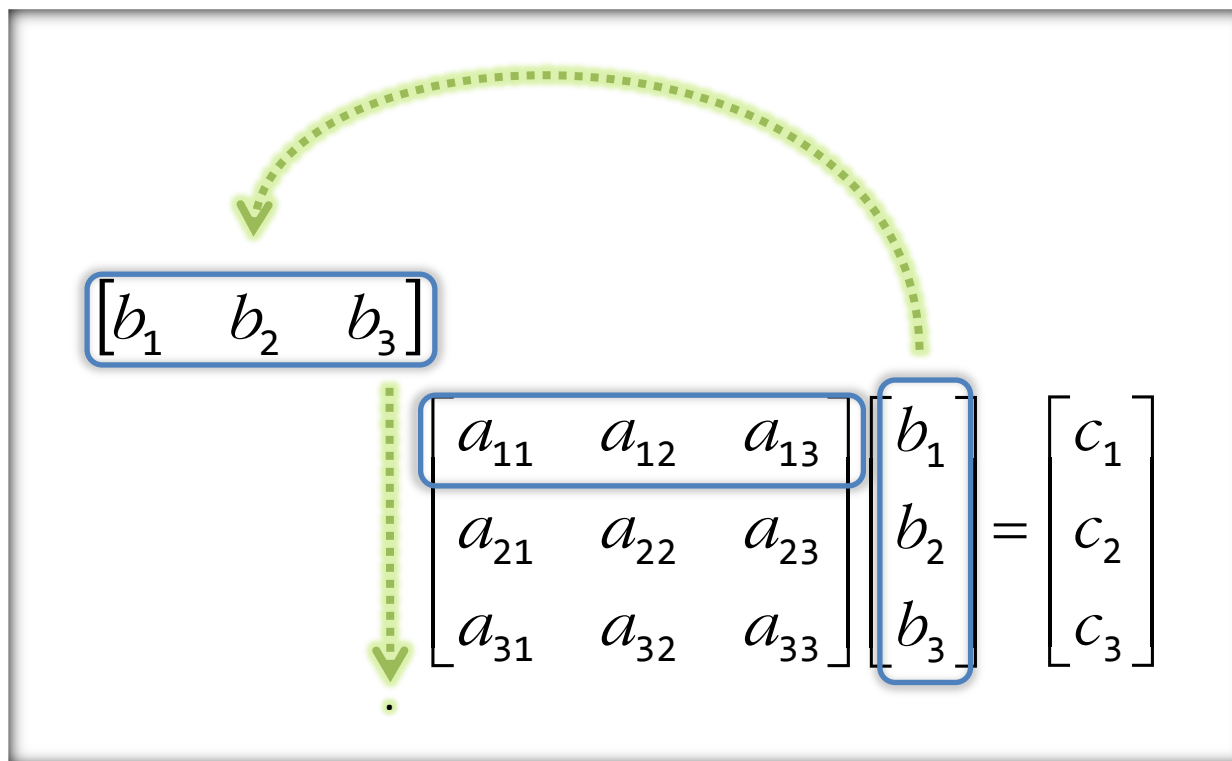 [b₁ b₂ b₃]
[a₁₁ a₁₂ a₁₃] [b₁] [c₁]
[a₂₁ a₂₂ a₂₃] [b₂] = [c₂]
[a₃₁ a₃₂ a₃₃] [b₃] [c₃]
.